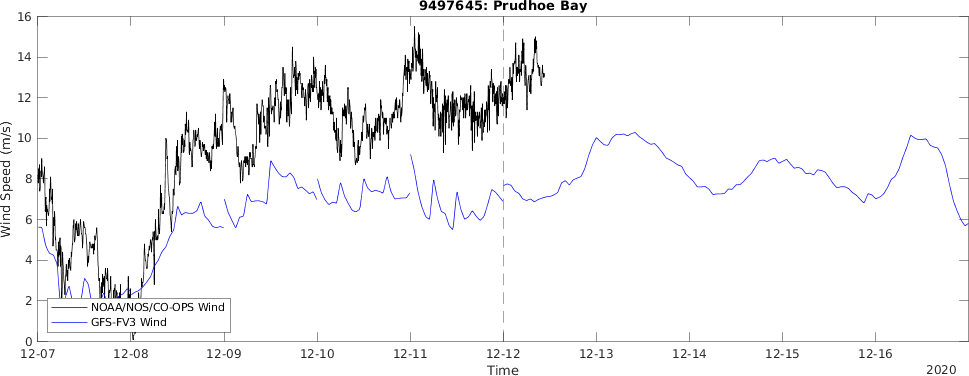 9497645: Prudhoe Bay
Wind Speed (m/s)
16
14
12
10
8
6
4
2
0
NOAA/NOS/CO-OPS Wind
GFS-FV3 Wind
12-07 12-08 12-09 12-10 12-11 12-12 12-13 12-14 12-15 12-16
Time
2020